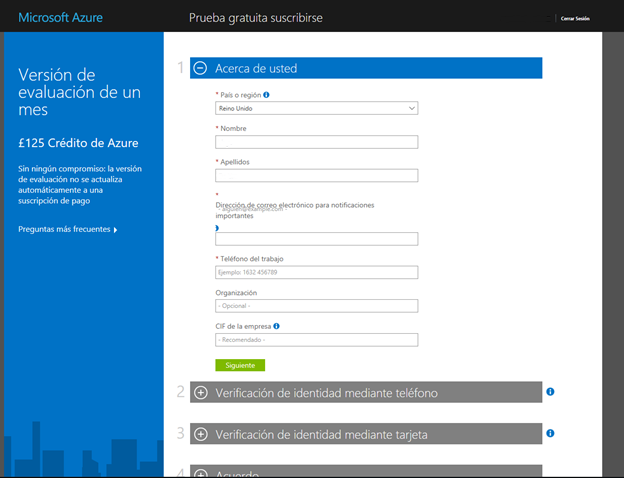 Microsoft Azure
Prueba gratuita suscribirse
Cerrar Sesión
Versión de
evaluación de un
mes
£125 Crédito de Azure
Sin ningún compromiso: la versión
de evaluación no se actualiza
automáticamente a una
suscripción de pago
Preguntas más frecuentes
1 Acerca de usted
* País o región
Reino Unido
* Nombre
* Apellidos
*
Dirección de correo electrónico para notificaciones
- alguien@example.com -
importantes
* Teléfono del trabajo
Ejemplo: 1632 456789
Organización
- Opcional -
CIF de la empresa
- Recomendado -
Siguiente
2 Verificación de identidad mediante teléfono
3 Verificación de identidad mediante tarjeta
4 Acuerdo